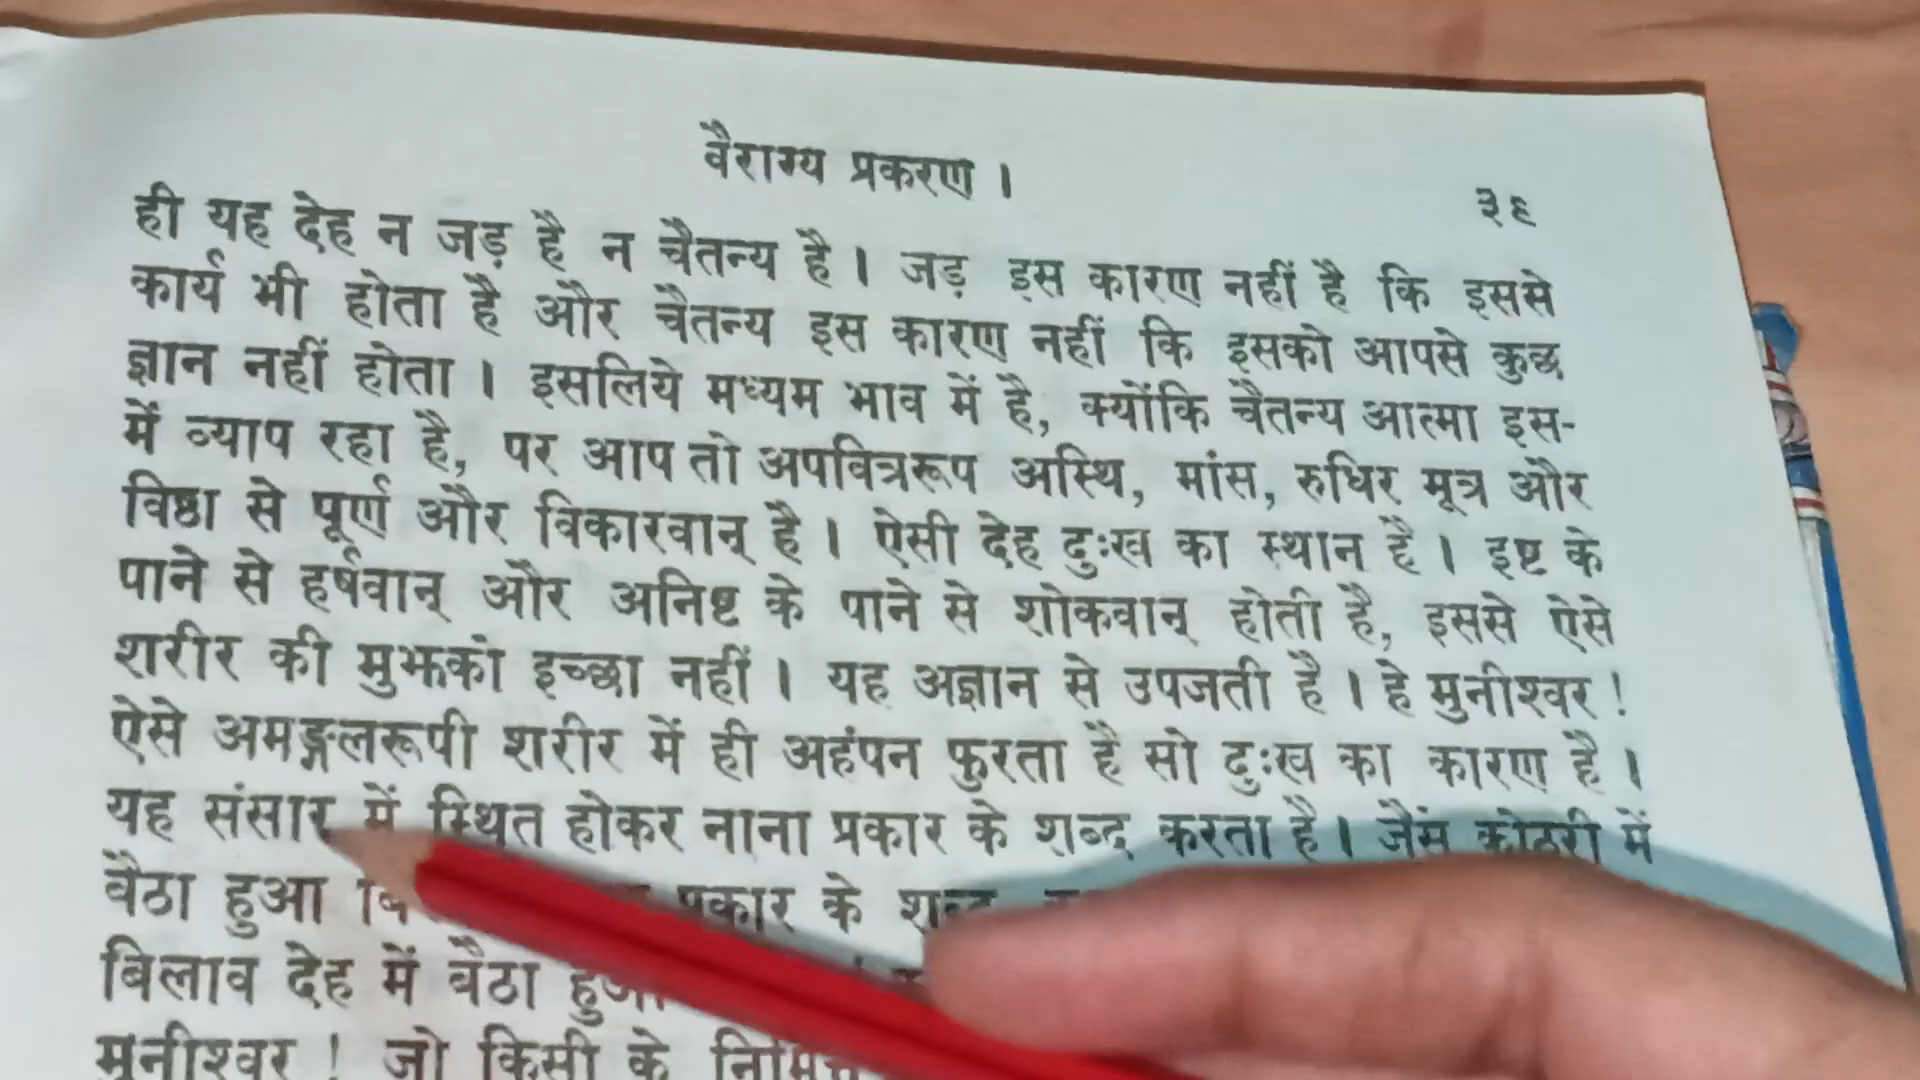 वैराग्य प्रकरण ।
३९
ही यह देह न जड़ है न चैतन्य है । जड़ इस कारण नहीं है कि इससे
कार्य भी होता है और चैतन्य इस कारण नहीं कि इसको आपसे कुछ
ज्ञान नहीं होता । इसलिये मध्यम भाव में है, क्योंकि चैतन्य आत्मा इस-
में व्याप रहा है, पर आप तो अपवित्ररूप अस्थि, मांस, रुधिर मूत्र और
विष्ठा से पूर्ण और विकारवान् है । ऐसी देह दुःख का स्थान है । इष्ट के
पाने से हर्षवान् और अनिष्ट के पाने से शोकवान् होती है, इससे ऐसे
शरीर की मुझको इच्छा नहीं । यह अज्ञान से उपजती है । हे मुनीश्वर !
ऐसे अमङ्गलरूपी शरीर में ही अहंपन फुरता है सो दुःख का कारण है ।
यह संसार में स्थित होकर नाना प्रकार के शब्द करता है । जैसे कोठरी में
बैठा हुआ प्रकार के
बिलाव देह में बैठा हुआ
मुनीश्वर ! जो किसी के निमित्त